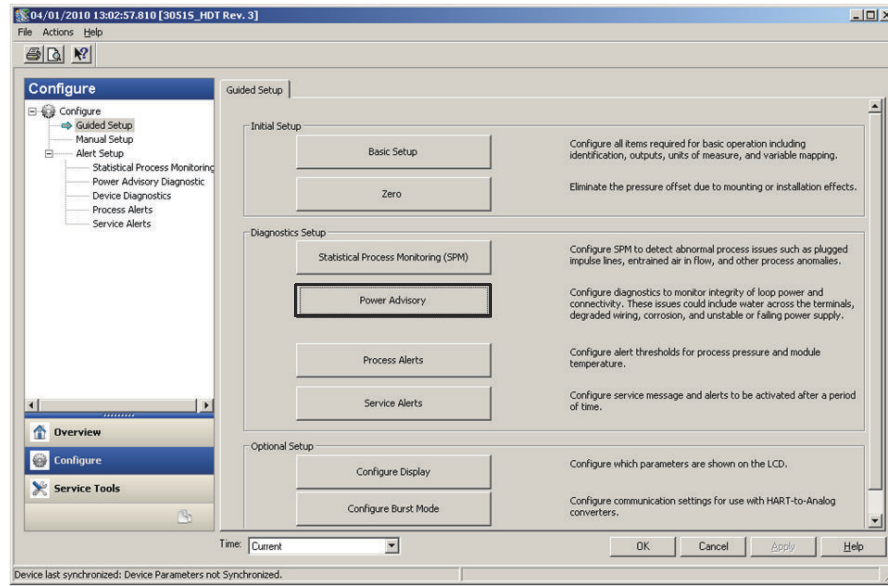 04/01/2010 13:02:57.810 [3051S_HDT Rev. 3]
File Actions Help
Configure
Configure
Guided Setup
Manual Setup
Alert Setup
Statistical Process Monitoring
Power Advisory Diagnostic
Device Diagnostics
Process Alerts
Service Alerts
Overview
Configure
Service Tools
Guided Setup
Initial Setup
Basic Setup
Configure all items required for basic operation including
identification, outputs, units of measure, and variable mapping.
Zero
Eliminate the pressure offset due to mounting or installation effects.
Diagnostics Setup
Statistical Process Monitoring (SPM)
Configure SPM to detect abnormal process issues such as plugged
impulse lines, entrained air in flow, and other process anomalies.
Power Advisory
Configure diagnostics to monitor integrity of loop power and
connectivity. These issues could include water across the terminals,
degraded wiring, corrosion, and unstable or failing power supply.
Process Alerts
Configure alert thresholds for process pressure and module
temperature.
Service Alerts
Configure service message and alerts to be activated after a period
of time.
Optional Setup
Configure Display
Configure which parameters are shown on the LCD.
Configure Burst Mode
Configure communication settings for use with HART-to-Analog
converters.
Time: Current
OK Cancel Apply Help
Device last synchronized: Device Parameters not Synchronized.